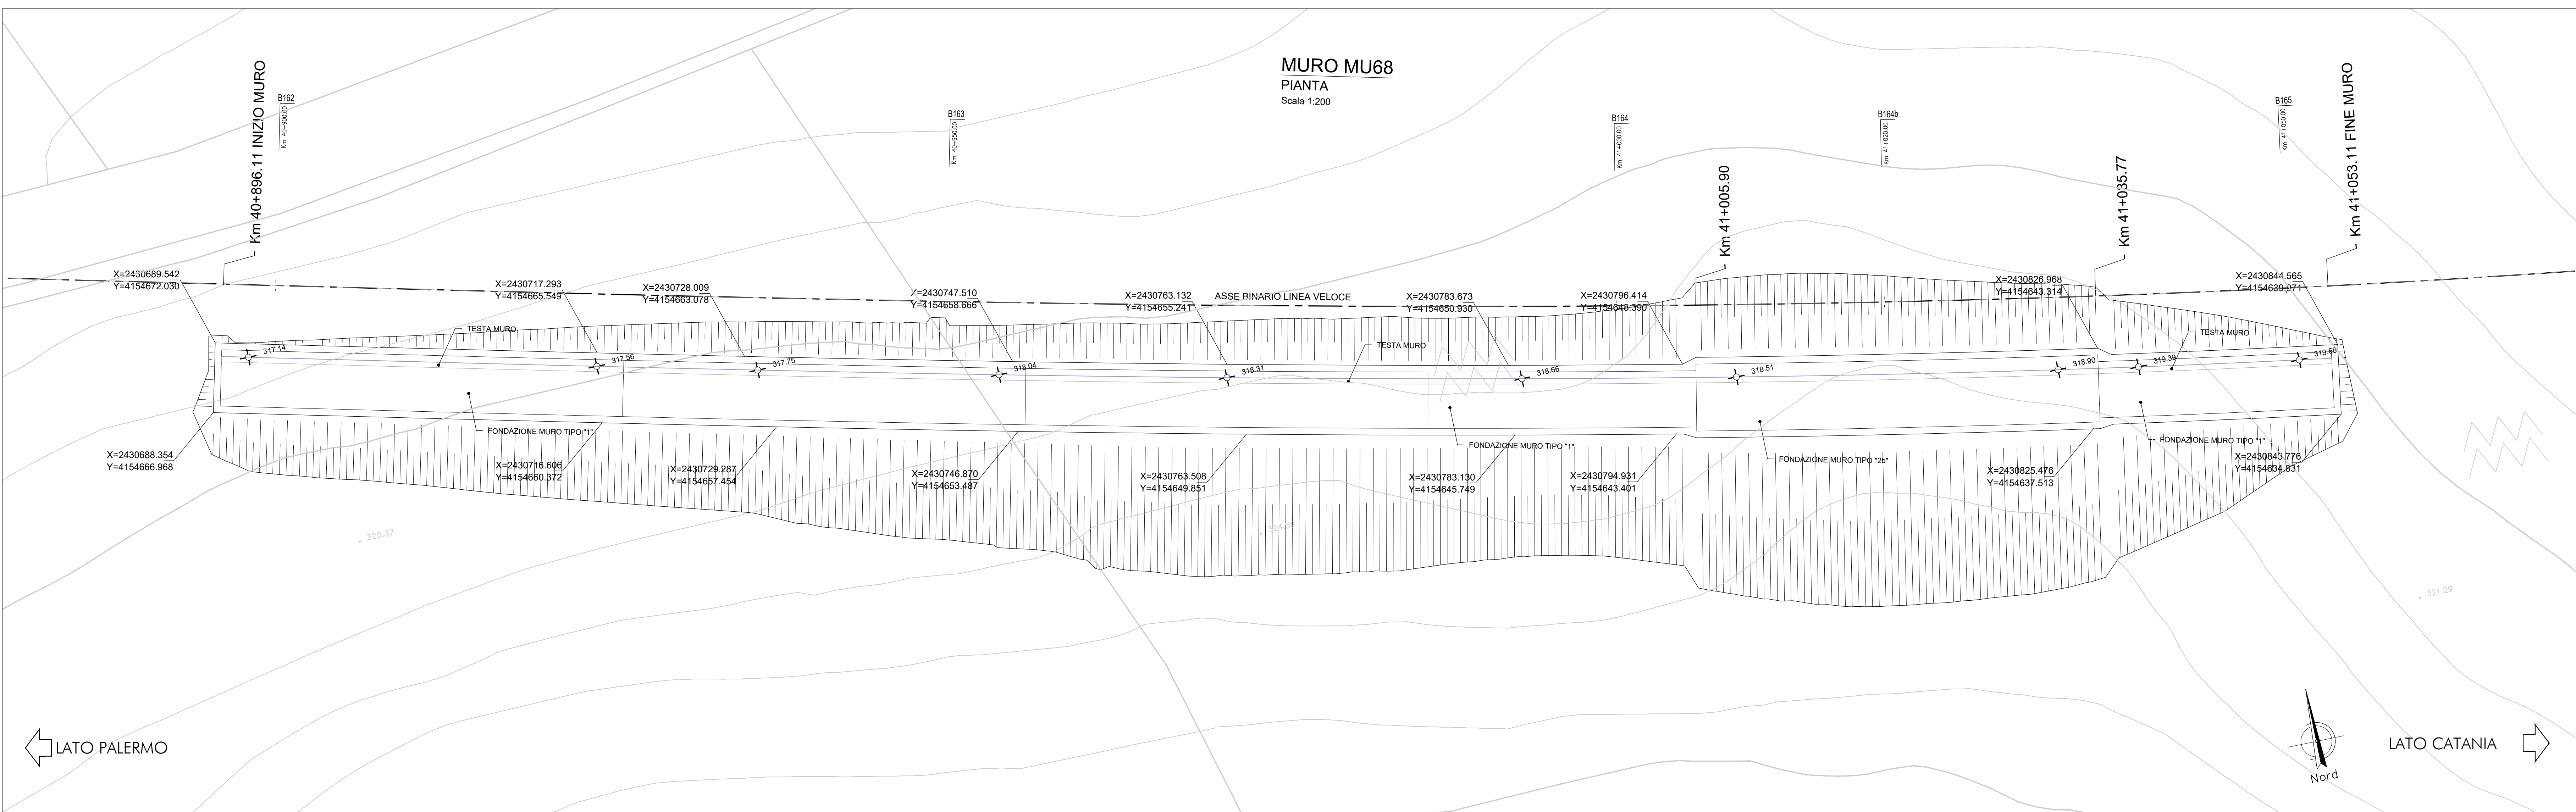 MURO MU68
PIANTA
Scala 1:200
Km 40+896.11 INIZIO MURO
B162
Km 40+900.00
B163
Km 40+950.00
B164
Km 41+000.00
Km 41+005.90
B164b
Km 41+020.00
Km 41+035.77
B165
Km 41+050.00
Km 41+053.11 FINE MURO
X=2430689.542
Y=4154672.030
X=2430717.293
Y=4154665.549
X=2430728.009
Y=4154663.078
X=2430747.510
Y=4154658.666
X=2430763.132
Y=4154655.241
ASSE BINARIO LINEA VELOCE
X=2430783.673
Y=4154650.930
X=2430796.414
Y=4154648.390
X=2430826.968
Y=4154643.314
X=2430844.565
Y=4154639.971
TESTA MURO
TESTA MURO
TESTA MURO
317.14
317.56
317.75
318.04
318.31
318.66
318.51
318.90
319.39
319.56
FONDAZIONE MURO TIPO "1"
FONDAZIONE MURO TIPO "1"
FONDAZIONE MURO TIPO "2b"
FONDAZIONE MURO TIPO "1"
X=2430688.354
Y=4154666.968
X=2430716.606
Y=4154660.372
X=2430729.287
Y=4154657.454
X=2430746.870
Y=4154653.487
X=2430763.508
Y=4154649.851
X=2430783.130
Y=4154645.749
X=2430794.931
Y=4154643.401
X=2430825.476
Y=4154637.513
X=2430843.776
Y=4154634.831
320.37
321.29
LATO PALERMO
Nord
LATO CATANIA